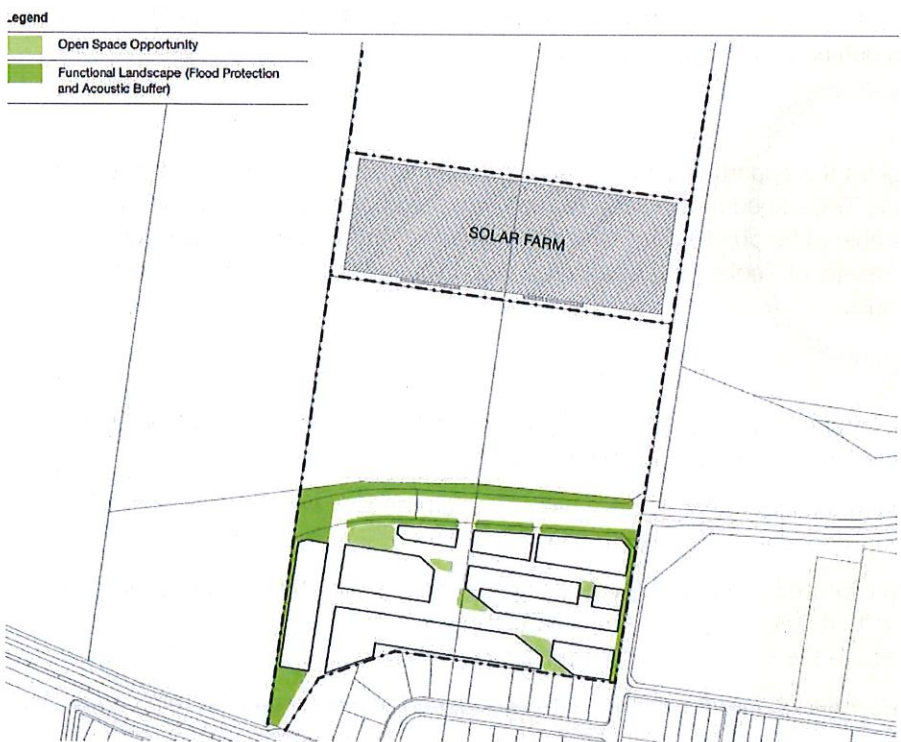 Legend
Open Space Opportunity
Functional Landscape (Flood Protection
and Acoustic Buffer)
SOLAR FARM